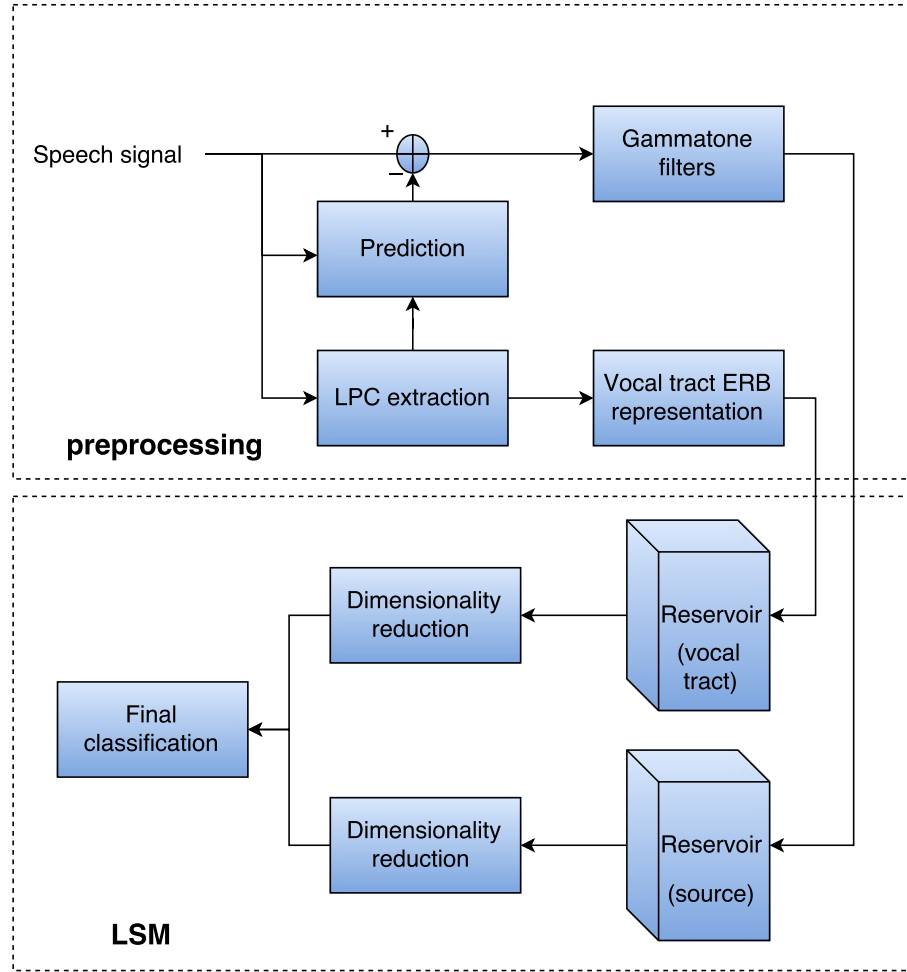 +
Speech signal
−
Gammatone
filters
Prediction
LPC extraction
Vocal tract ERB
representation
preprocessing
Dimensionality
reduction
Reservoir
(vocal
tract)
Final
classification
Dimensionality
reduction
Reservoir
(source)
LSM